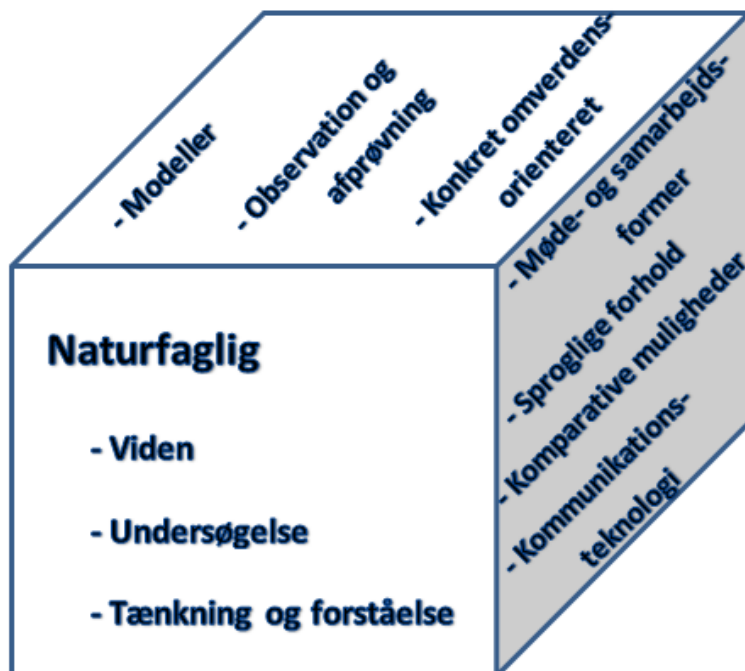 - Modeller
- Observation og
afprøvning
- Konkret omverdens-
orienteret
Naturfaglig
- Viden
- Undersøgelse
- Tænkning og forståelse
- Møde- og samarbejds-
former
- Sproglige forhold
- Komparative muligheder
- Kommunikations-
teknologi